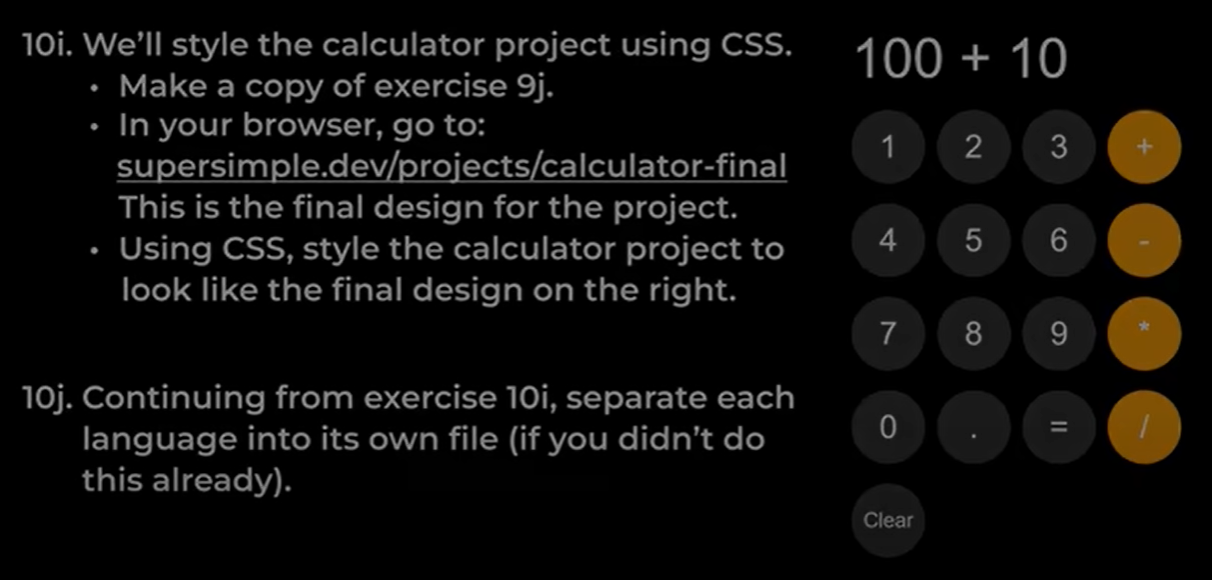 10i. We'll style the calculator project using CSS.
• Make a copy of exercise 9j.
• In your browser, go to:
supersimple.dev/projects/calculator-final
This is the final design for the project.
• Using CSS, style the calculator project to
look like the final design on the right.
10j. Continuing from exercise 10i, separate each
language into its own file (if you didn't do
this already).
100 + 10
1 2 3 +
4 5 6 -
7 8 9 *
0 . = /
Clear